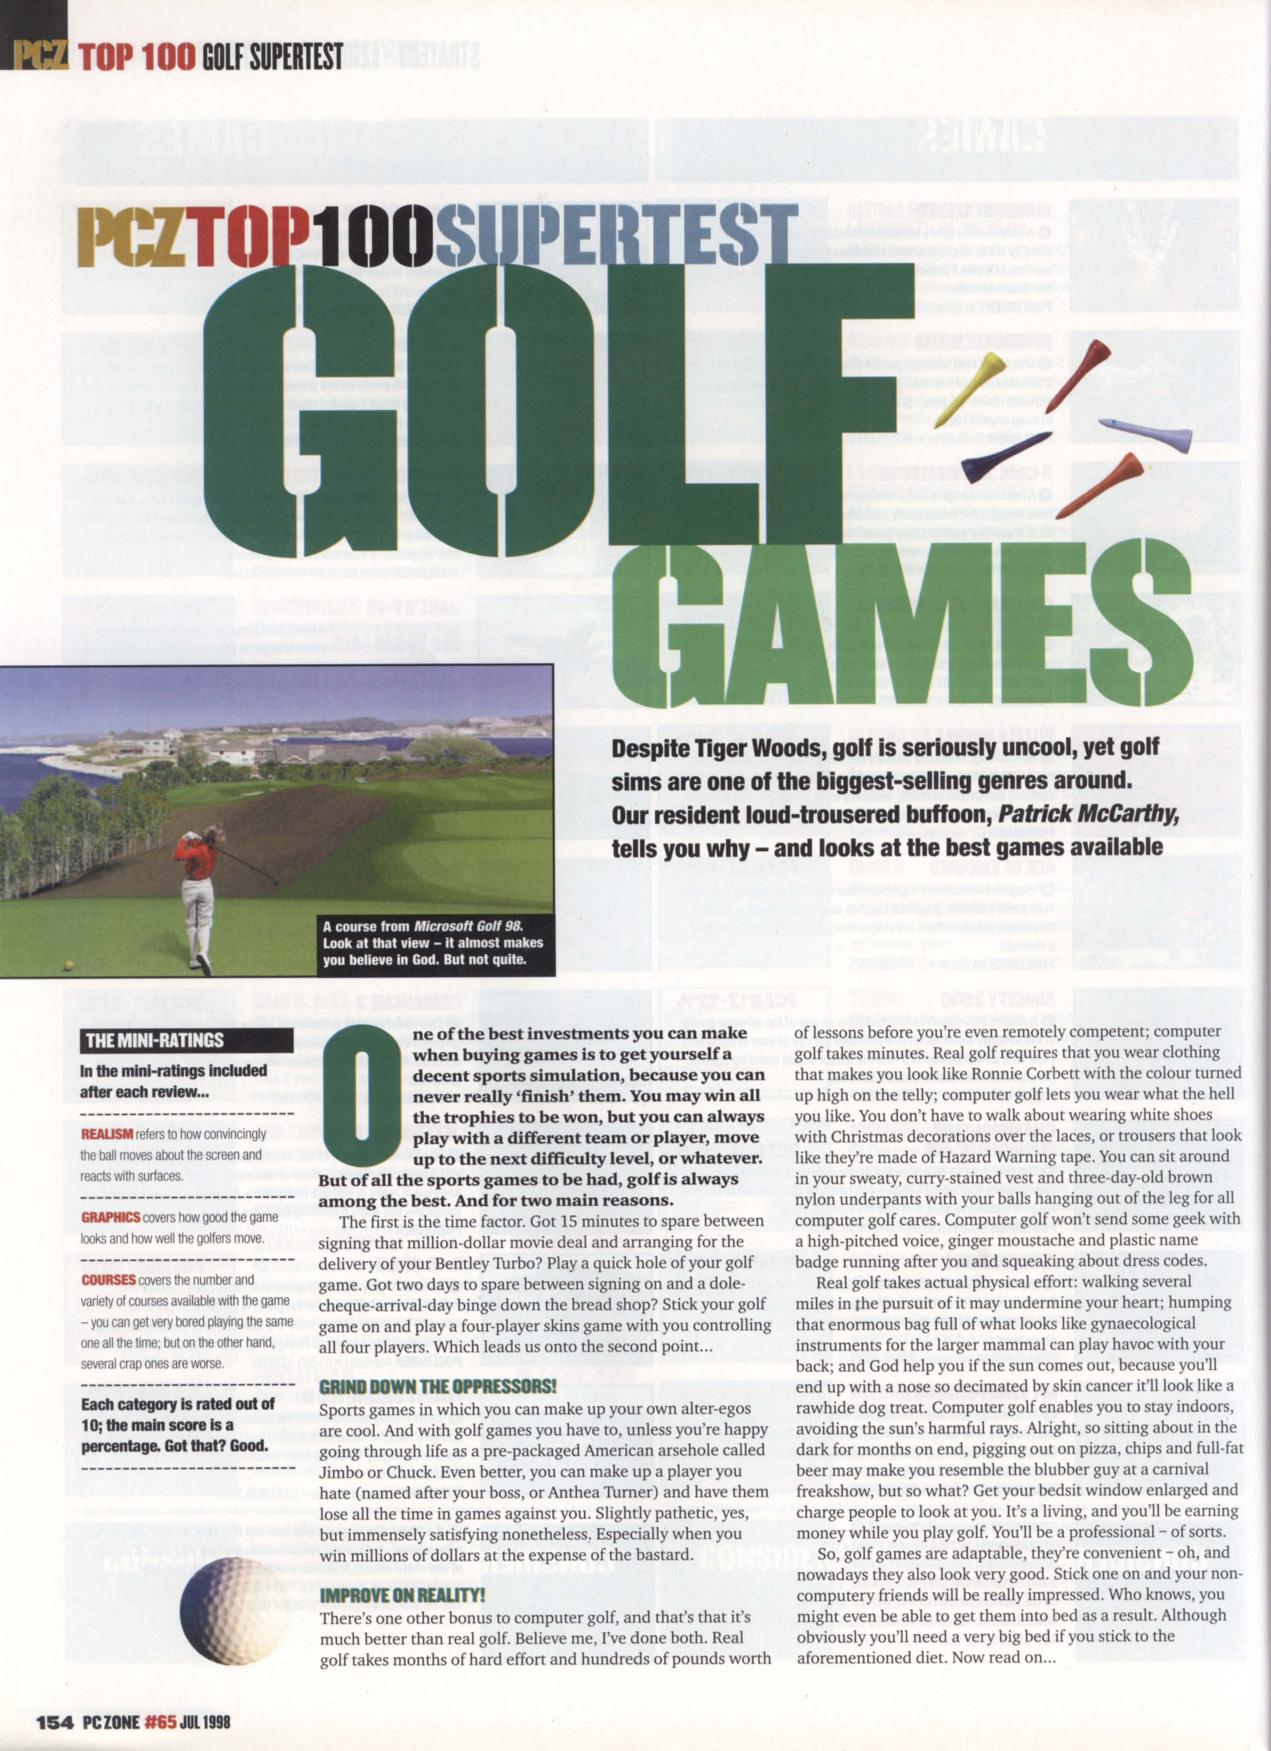 PCZ TOP 100 GOLF SUPERTEST
PCZTOP100SUPERTEST
GOLF
GAMES
Despite Tiger Woods, golf is seriously uncool, yet golf
sims are one of the biggest-selling genres around.
Our resident loud-trousered buffoon, Patrick McCarthy,
tells you why – and looks at the best games available
A course from Microsoft Golf 98.
Look at that view – it almost makes
you believe in God. But not quite.
THE MINI-RATINGS
In the mini-ratings included
after each review...
REALISM refers to how convincingly
the ball moves about the screen and
reacts with surfaces.
GRAPHICS covers how good the game
looks and how well the golfers move.
COURSES covers the number and
variety of courses available with the game
– you can get very bored playing the same
one all the time; but on the other hand,
several crap ones are worse.
Each category is rated out of
10; the main score is a
percentage. Got that? Good.
One of the best investments you can make
when buying games is to get yourself a
decent sports simulation, because you can
never really ‘finish’ them. You may win all
the trophies to be won, but you can always
play with a different team or player, move
up to the next difficulty level, or whatever.
But of all the sports games to be had, golf is always
among the best. And for two main reasons.
The first is the time factor. Got 15 minutes to spare between
signing that million-dollar movie deal and arranging for the
delivery of your Bentley Turbo? Play a quick hole of your golf
game. Got two days to spare between signing on and a dole-
cheque-arrival-day binge down the bread shop? Stick your golf
game on and play a four-player skins game with you controlling
all four players. Which leads us onto the second point...
GRIND DOWN THE OPPRESSORS!
Sports games in which you can make up your own alter-egos
are cool. And with golf games you have to, unless you’re happy
going through life as a pre-packaged American arsehole called
Jimbo or Chuck. Even better, you can make up a player you
hate (named after your boss, or Anthea Turner) and have them
lose all the time in games against you. Slightly pathetic, yes,
but immensely satisfying nonetheless. Especially when you
win millions of dollars at the expense of the bastard.
IMPROVE ON REALITY!
There’s one other bonus to computer golf, and that’s that it’s
much better than real golf. Believe me, I’ve done both. Real
golf takes months of hard effort and hundreds of pounds worth
of lessons before you’re even remotely competent; computer
golf takes minutes. Real golf requires that you wear clothing
that makes you look like Ronnie Corbett with the colour turned
up high on the telly; computer golf lets you wear what the hell
you like. You don’t have to walk about wearing white shoes
with Christmas decorations over the laces, or trousers that look
like they’re made of Hazard Warning tape. You can sit around
in your sweaty, curry-stained vest and three-day-old brown
nylon underpants with your balls hanging out of the leg for all
computer golf cares. Computer golf won’t send some geek with
a high-pitched voice, ginger moustache and plastic name
badge running after you and squeaking about dress codes.
Real golf takes actual physical effort: walking several
miles in the pursuit of it may undermine your heart; humping
that enormous bag full of what looks like gynaecological
instruments for the larger mammal can play havoc with your
back; and God help you if the sun comes out, because you’ll
end up with a nose so decimated by skin cancer it’ll look like a
rawhide dog treat. Computer golf enables you to stay indoors,
avoiding the sun’s harmful rays. Alright, so sitting about in the
dark for months on end, pigging out on pizza, chips and full-fat
beer may make you resemble the blubber guy at a carnival
freakshow, but so what? Get your bedsit window enlarged and
charge people to look at you. It’s a living, and you’ll be earning
money while you play golf. You’ll be a professional – of sorts.
So, golf games are adaptable, they’re convenient – oh, and
nowadays they also look very good. Stick one on and your non-
computery friends will be really impressed. Who knows, you
might even be able to get them into bed as a result. Although
obviously you’ll need a very big bed if you stick to the
aforementioned diet. Now read on...
154 PC ZONE #65 JUL 1998